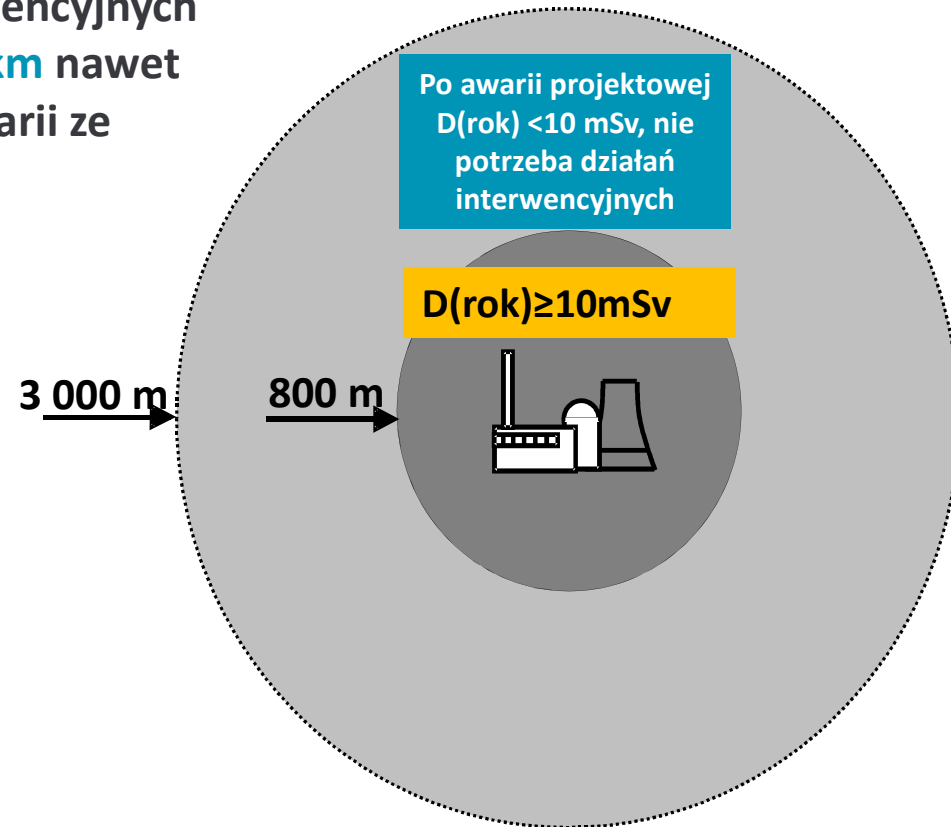 encyjnych
km nawet
arii ze
Po awarii projektowej
D(rok) <10 mSv, nie
potrzeba działań
interwencyjnych
D(rok)≥10mSv
3 000 m
800 m